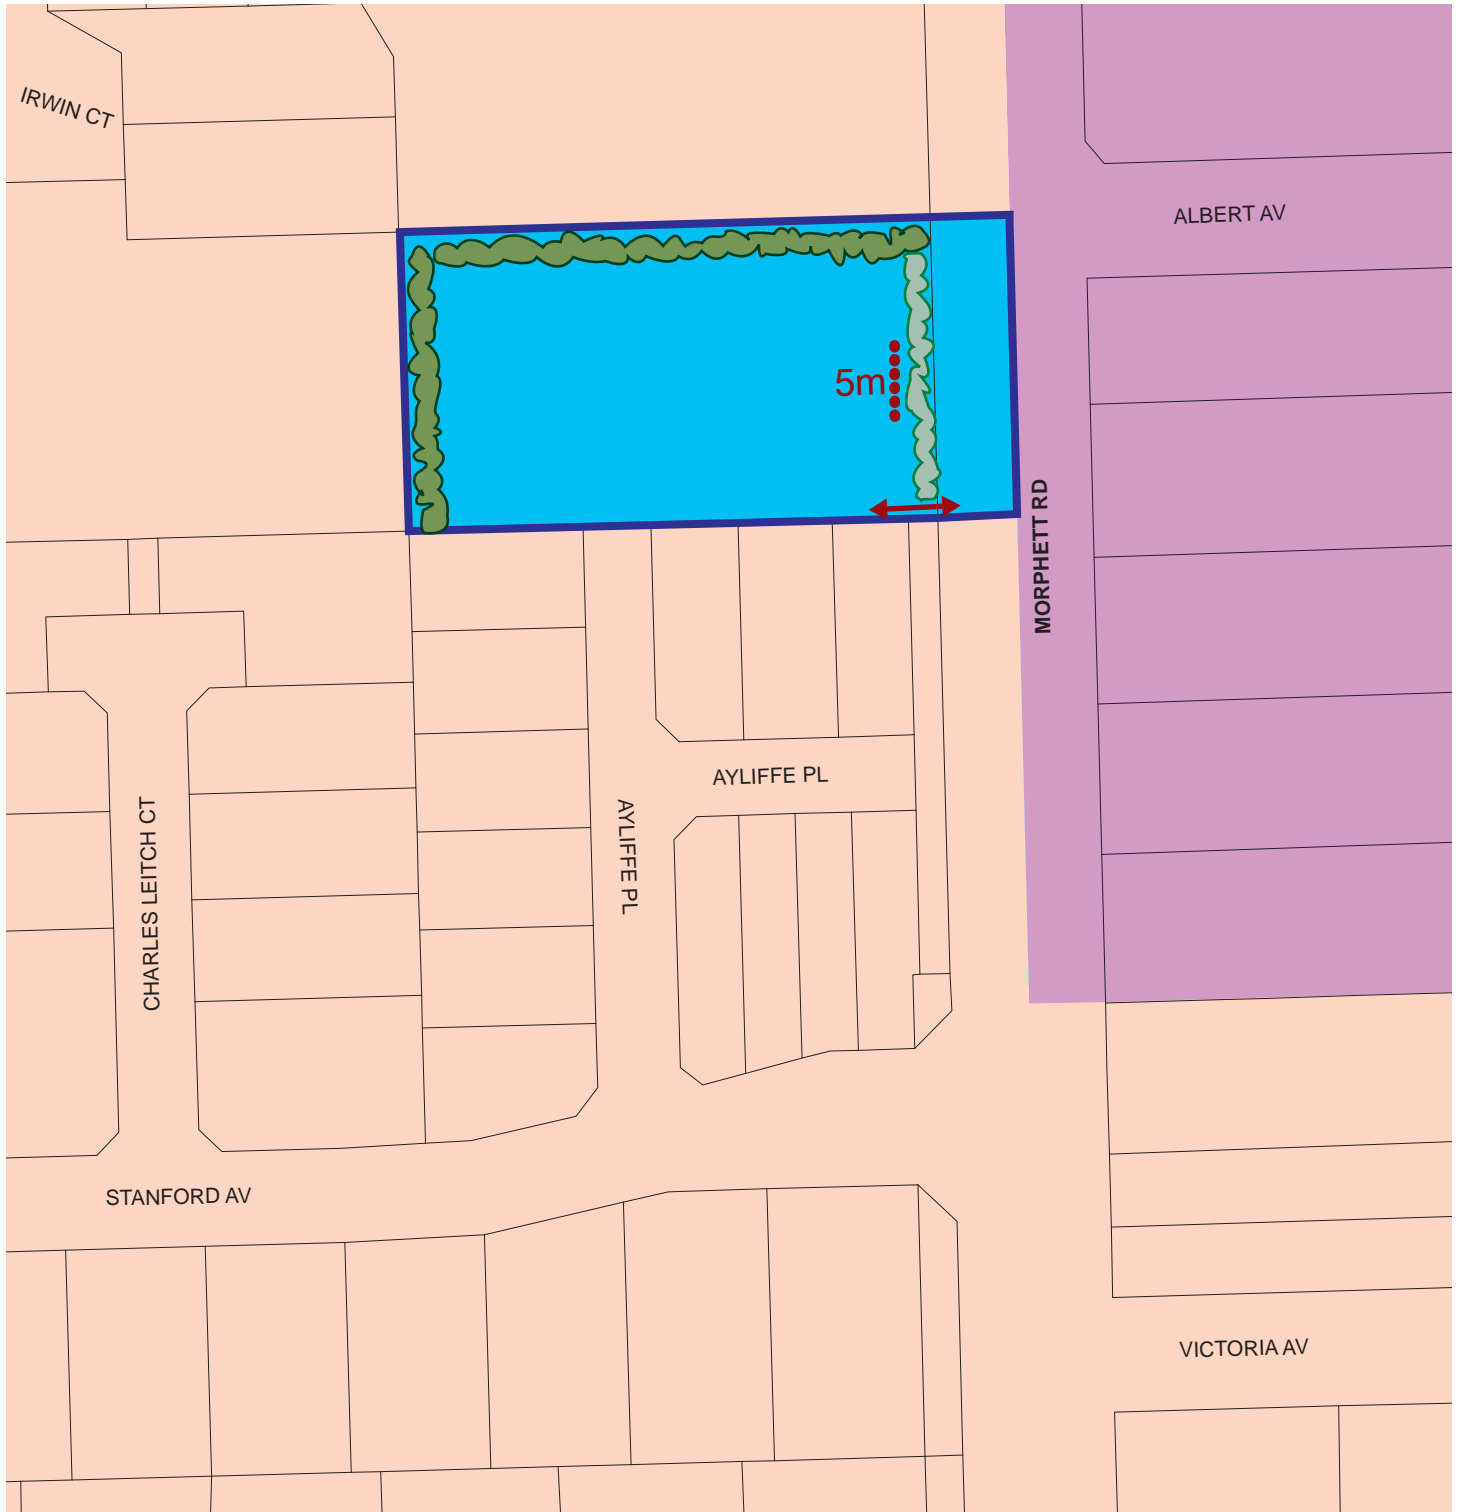 IRWIN CT
ALBERT AV
5m
MORPHETT RD
AYLIFFE PL
AYLIFFE PL
CHARLES LEITCH CT
STANFORD AV
VICTORIA AV